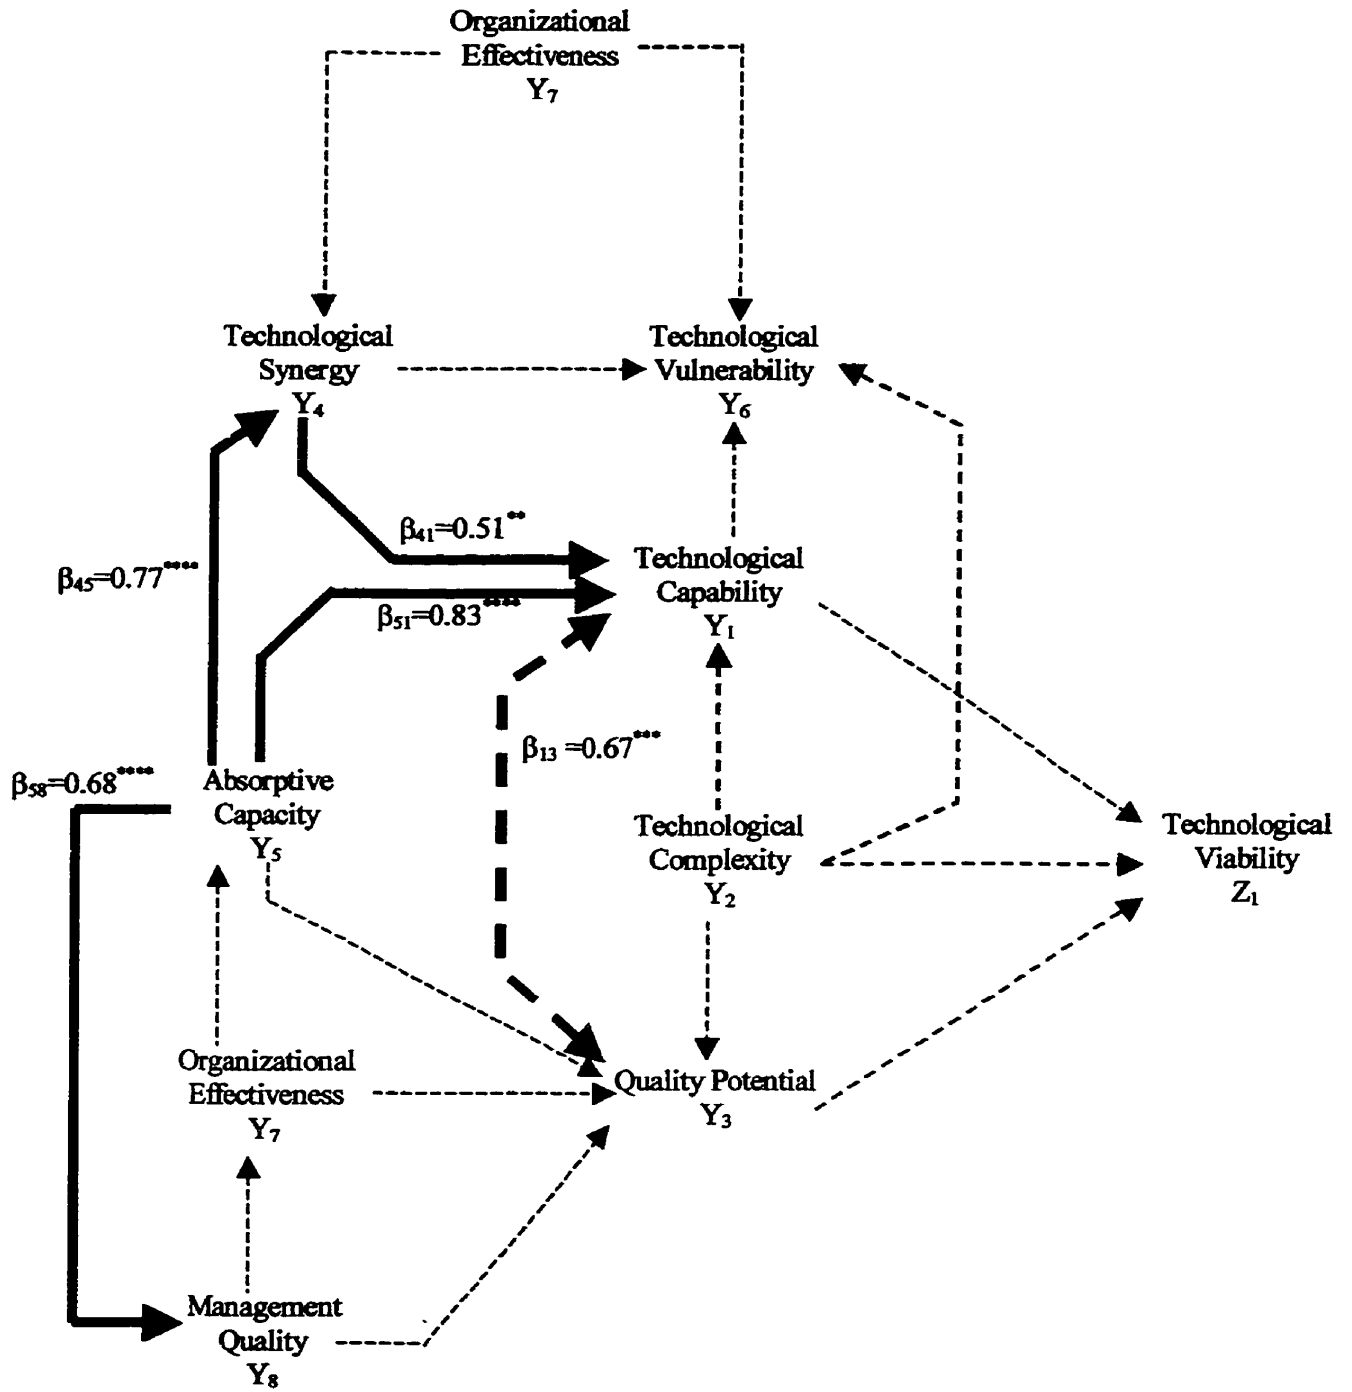 Organizational
Effectiveness
Y₇
Technological
Synergy
Y₄
Technological
Vulnerability
Y₆
β₄₁=0.51**
Technological
Capability
Y₁
β₄₅=0.77****
β₅₁=0.83****
β₁₃ =0.67***
β₅₈=0.68****
Absorptive
Capacity
Y₅
Technological
Complexity
Y₂
Technological
Viability
Z₁
Organizational
Effectiveness
Y₇
Quality Potential
Y₃
Management
Quality
Y₈